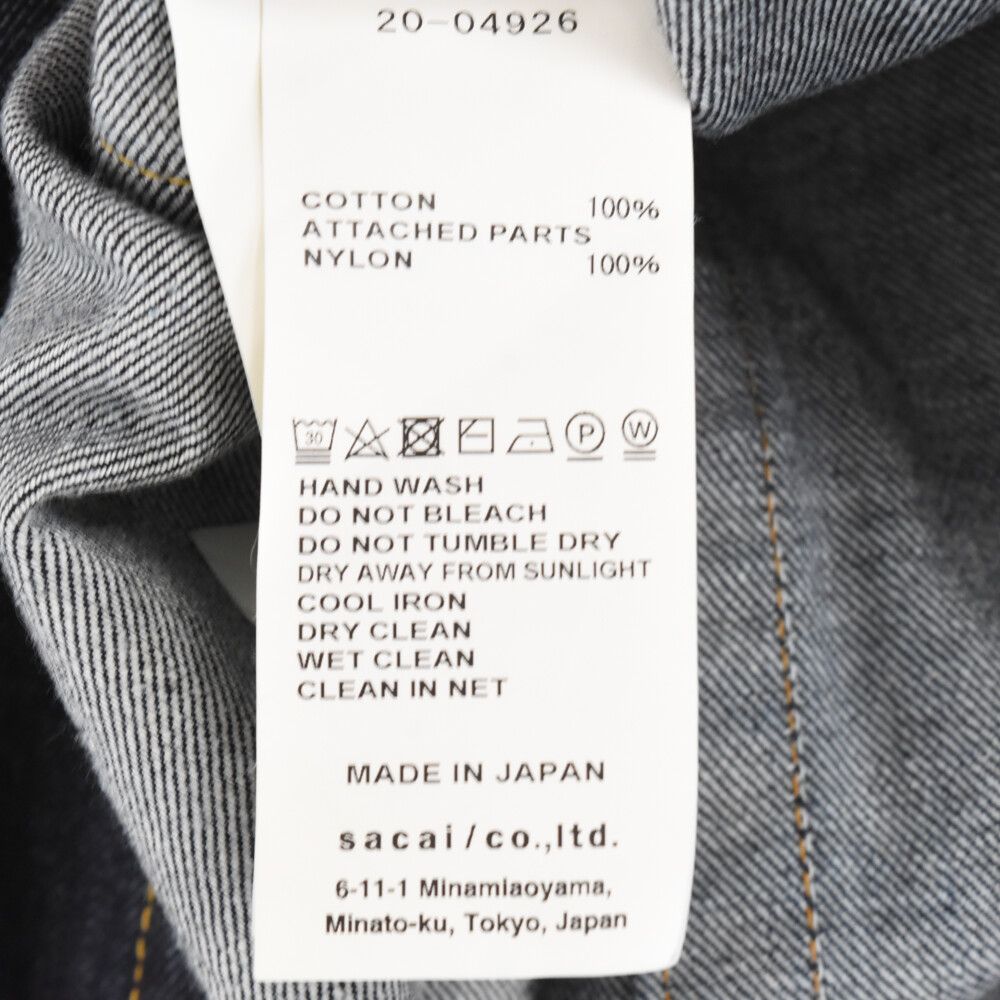 20-04926
COTTON 100%
ATTACHED PARTS
NYLON 100%
30 P W
HAND WASH
DO NOT BLEACH
DO NOT TUMBLE DRY
DRY AWAY FROM SUNLIGHT
COOL IRON
DRY CLEAN
WET CLEAN
CLEAN IN NET
MADE IN JAPAN
sacai/co.,ltd.
6-11-1 Minamiaoyama,
Minato-ku, Tokyo, Japan